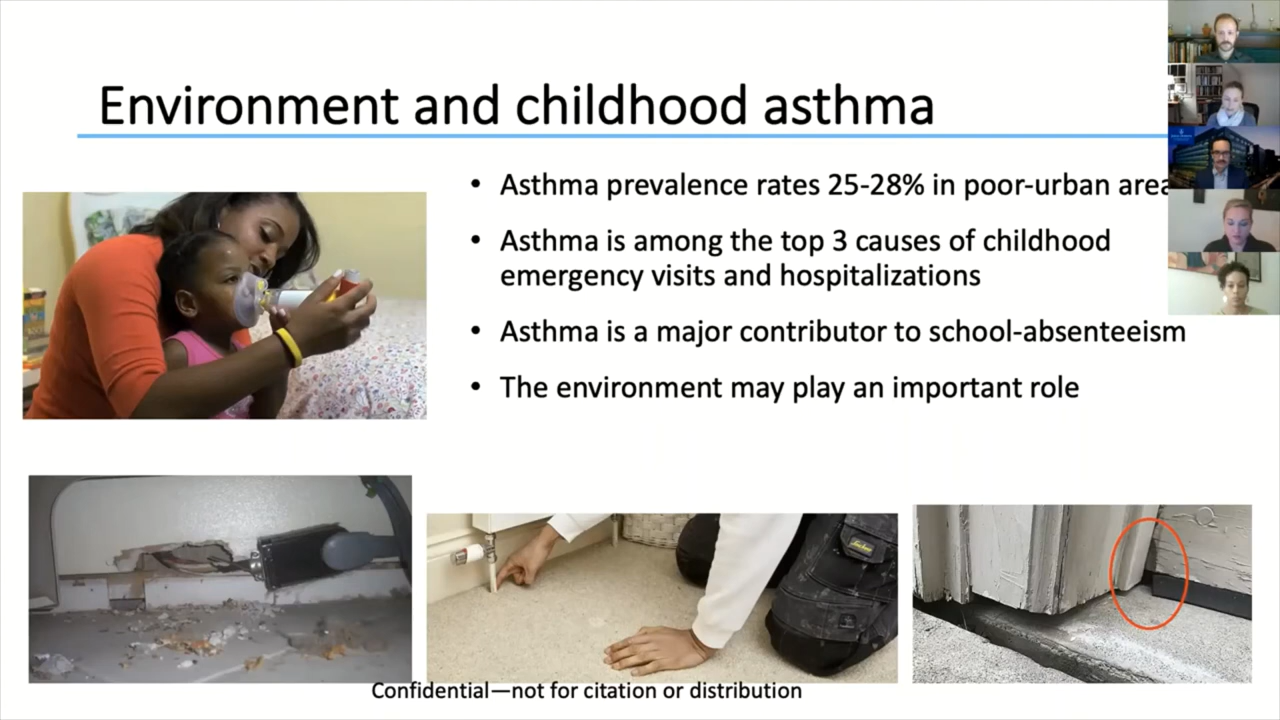 Environment and childhood asthma
• Asthma prevalence rates 25-28% in poor-urban
• Asthma is among the top 3 causes of childhood
emergency visits and hospitalizations
• Asthma is a major contributor to school-absenteeism
• The environment may play an important role
Confidential—not for citation or distribution